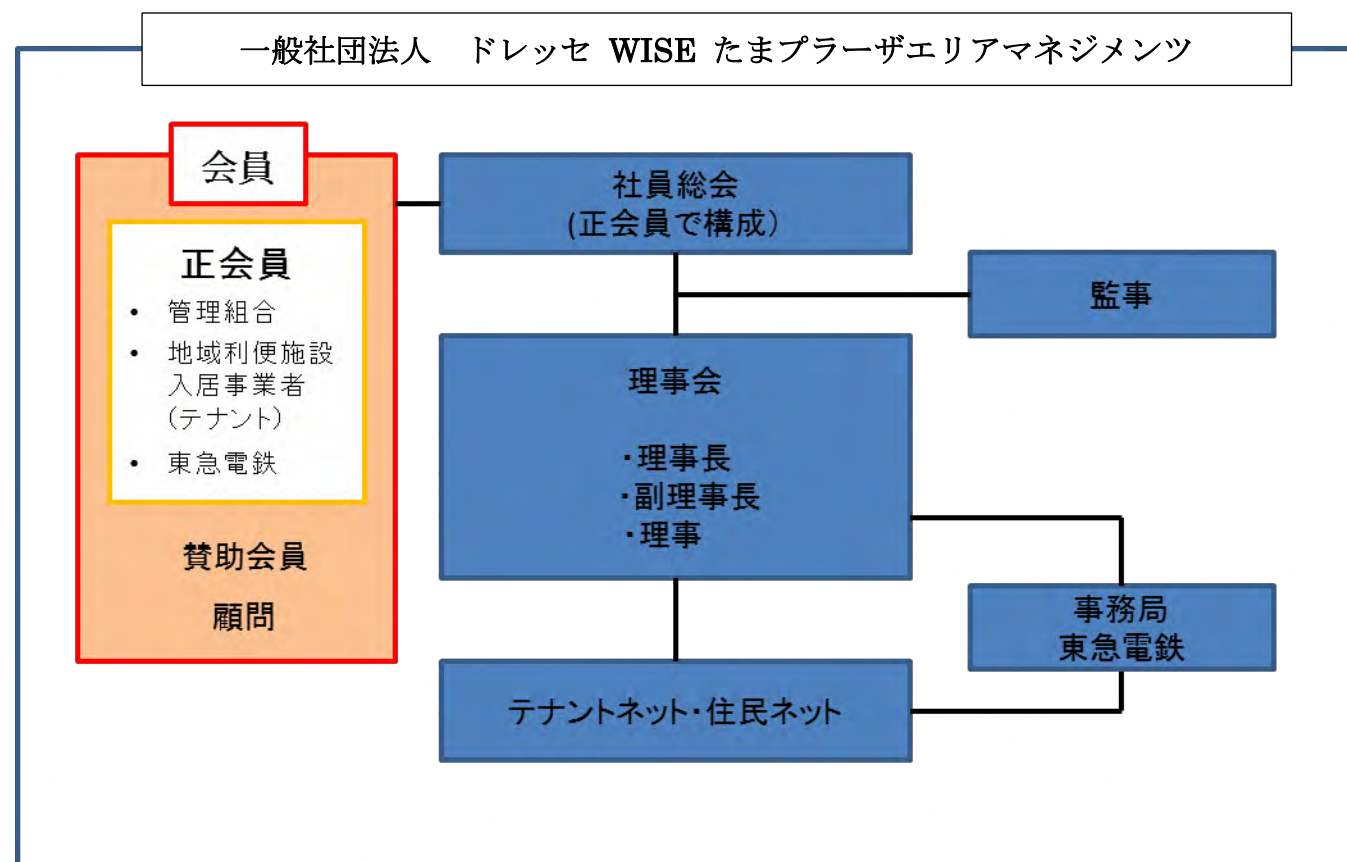 一般社団法人　ドレッセ WISE たまプラーザエリアマネジメンツ
会員
正会員
• 管理組合
• 地域利便施設
入居事業者
(テナント)
• 東急電鉄
賛助会員
顧問
社員総会
(正会員で構成）
監事
理事会
・理事長
・副理事長
・理事
事務局
東急電鉄
テナントネット・住民ネット